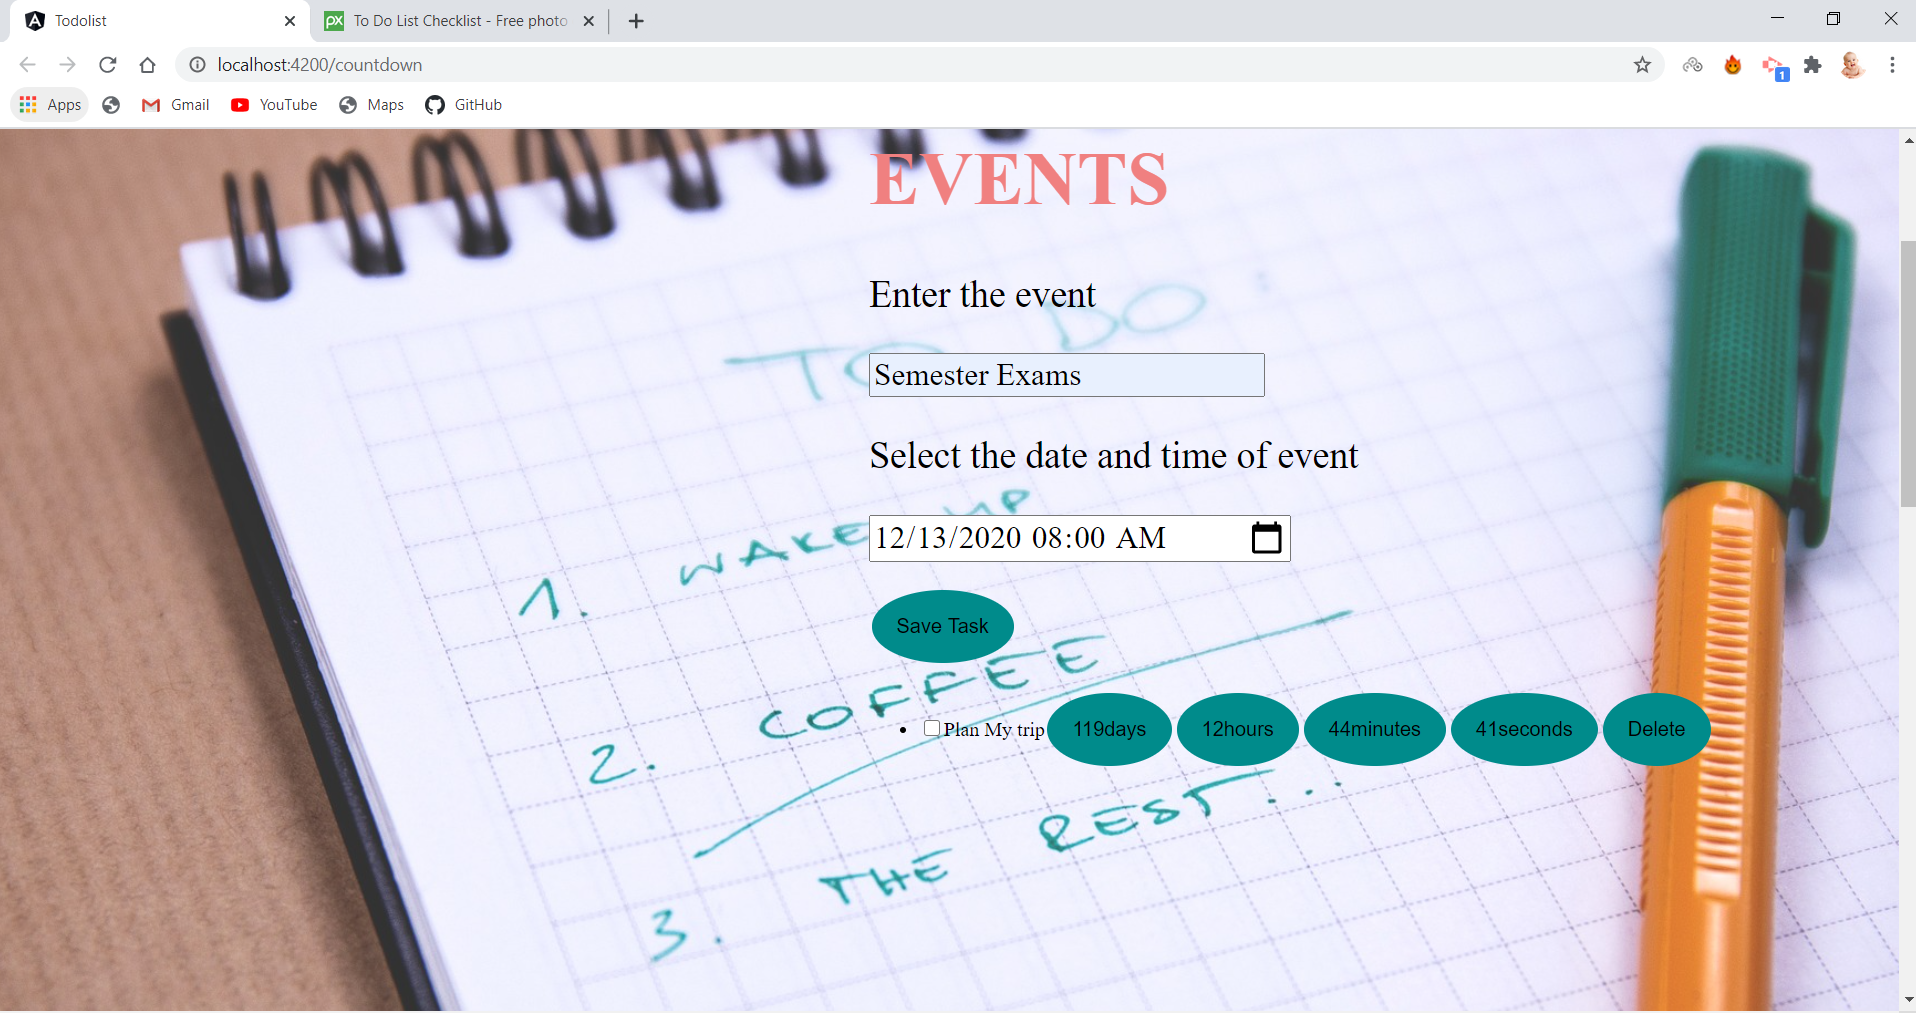 Todolist
To Do List Checklist - Free photo
localhost:4200/countdown
1
Apps
Gmail
YouTube
Maps
GitHub
EVENTS
Enter the event
TO DO :
Semester Exams
Select the date and time of event
12/13/2020 08:00 AM
1. WAKE UP
Save Task
2. COFFEE
Plan My trip 119days 12hours 44minutes 41seconds Delete
3. THE REST...